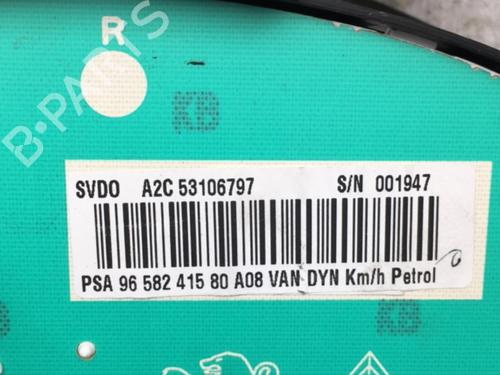 R
B-PARTS
KB
SVDO A2C 53106797 S/N 001947
PSA 96 582 415 80 A08 VAN DYN Km/h Petrol
KB